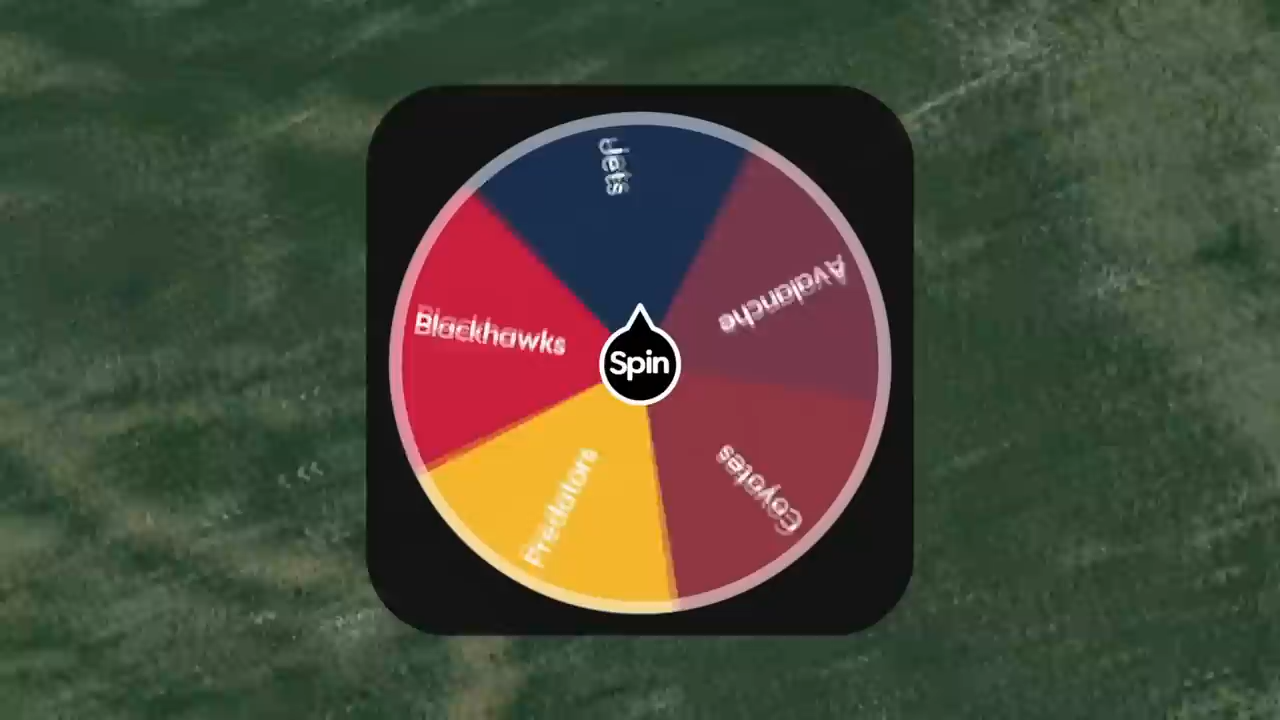 Jets
Avalanche
Blackhawks
Spin
Coyotes
Predators